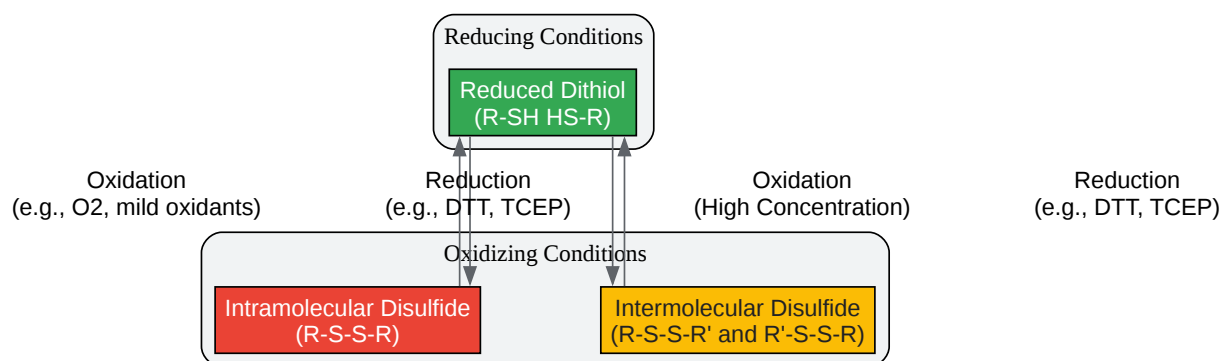 Reducing Conditions
Reduced Dithiol
(R-SH HS-R)
Oxidation
(e.g., O2, mild oxidants)
Reduction
(e.g., DTT, TCEP)
Oxidation
(High Concentration)
Reduction
(e.g., DTT, TCEP)
Oxidizing Conditions
Intramolecular Disulfide
(R-S-S-R)
Intermolecular Disulfide
(R-S-S-R' and R'-S-S-R)